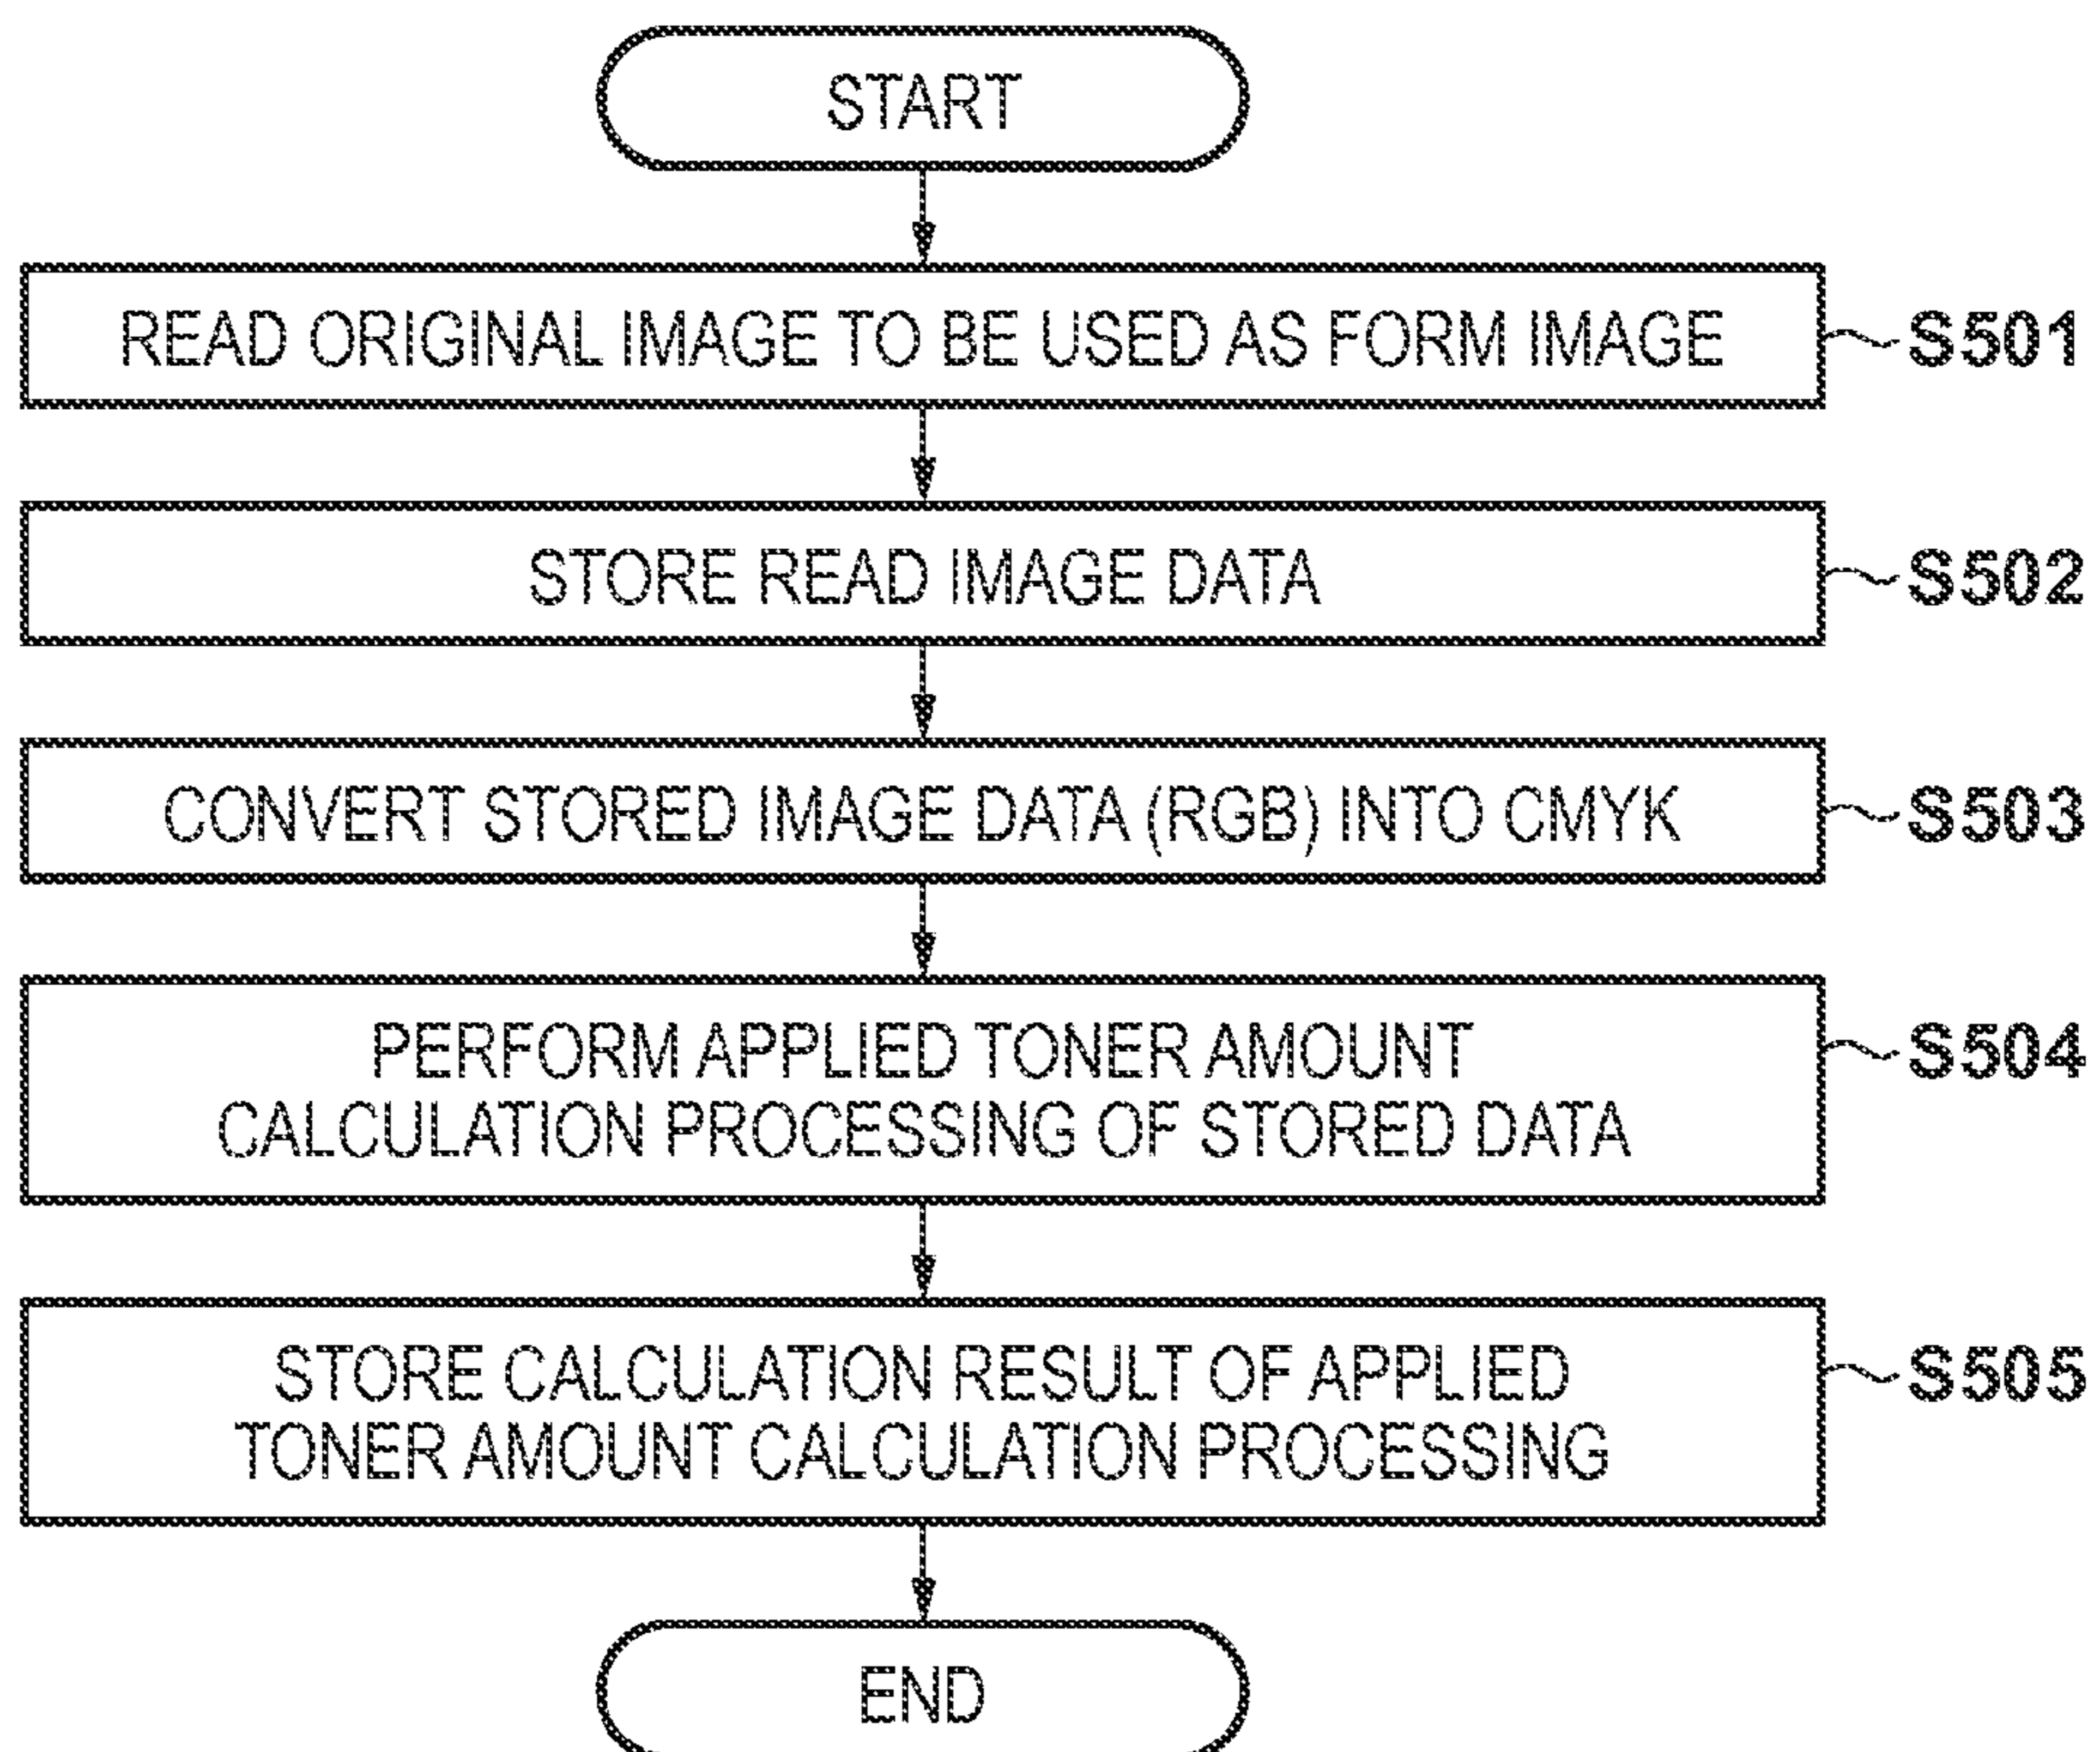 START
READ ORIGINAL IMAGE TO BE USED AS FORM IMAGE
S501
STORE READ IMAGE DATA
S502
CONVERT STORED IMAGE DATA (RGB) INTO CMYK
S503
PERFORM APPLIED TONER AMOUNT
CALCULATION PROCESSING OF STORED DATA
S504
STORE CALCULATION RESULT OF APPLIED
TONER AMOUNT CALCULATION PROCESSING
S505
END